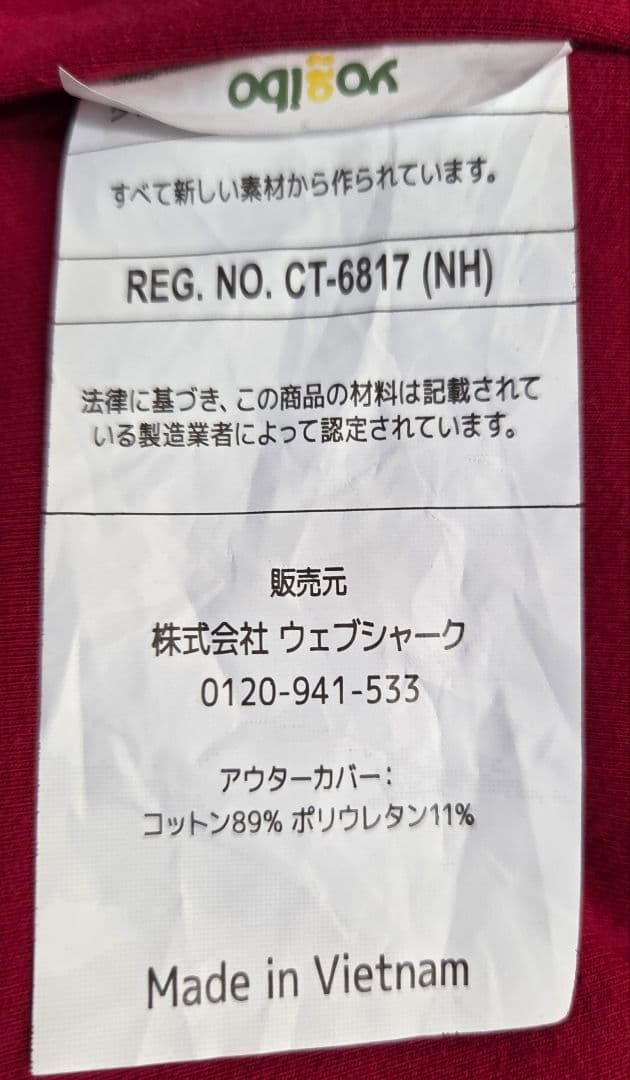 yogibo
すべて新しい素材から作られています。
REG. NO. CT-6817 (NH)
法律に基づき、この商品の材料は記載されて
いる製造業者によって認定されています。
販売元
株式会社 ウェブシャーク
0120-941-533
アウターカバー：
コットン89% ポリウレタン11%
Made in Vietnam